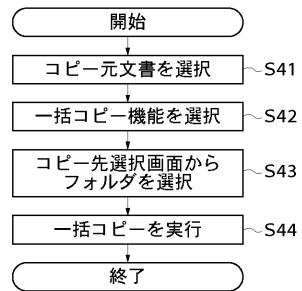 開始
コピー元文書を選択 S41
一括コピー機能を選択 S42
コピー先選択画面から
フォルダを選択 S43
一括コピーを実行 S44
終了